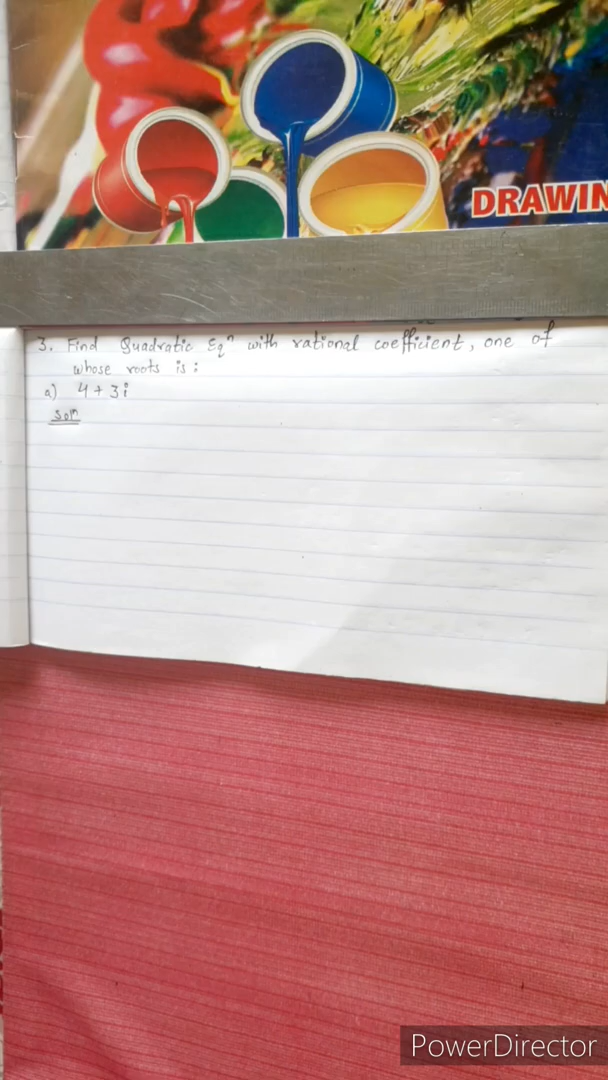 DRAWIN
3. Find Quadratic Eqⁿ with rational coefficient, one of
whose roots is:
a) 4 + 3i
Solⁿ
PowerDirector